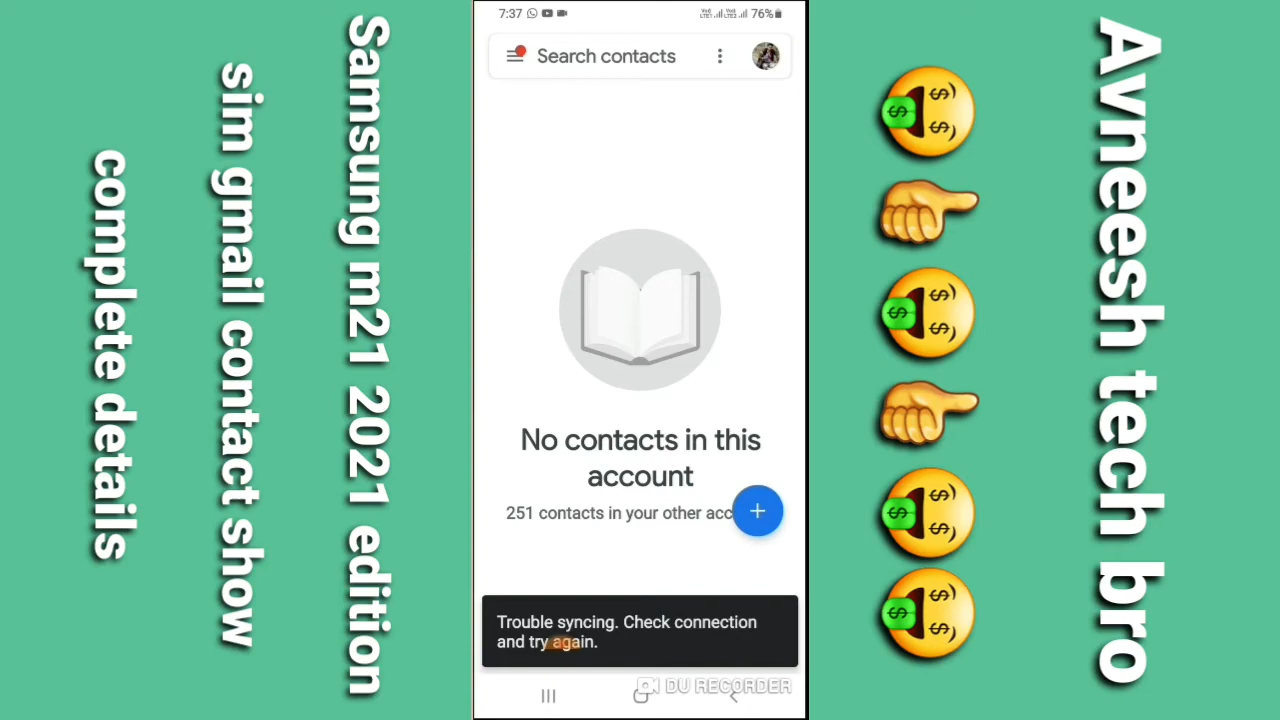 Samsung m21 2021 edition
sim gmail contact show
complete details
7:37
76%
Search contacts
No contacts in this
account
251 contacts in your other acc
Trouble syncing. Check connection
and try again.
DU RECORDER
Avneesh tech bro